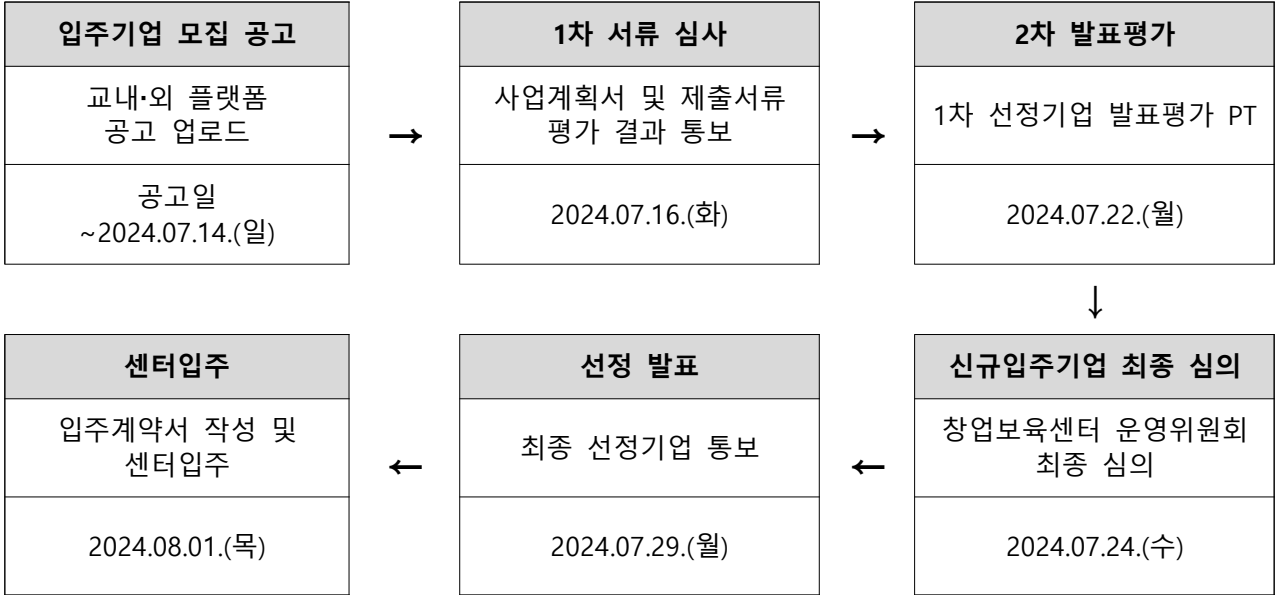 입주기업 모집 공고
교내·외 플랫폼
공고 업로드
공고일
~2024.07.14.(일)
→
1차 서류 심사
사업계획서 및 제출서류
평가 결과 통보
2024.07.16.(화)
→
2차 발표평가
1차 선정기업 발표평가 PT
2024.07.22.(월)
↓
신규입주기업 최종 심의
창업보육센터 운영위원회
최종 심의
2024.07.24.(수)
←
선정 발표
최종 선정기업 통보
2024.07.29.(월)
←
센터입주
입주계약서 작성 및
센터입주
2024.08.01.(목)